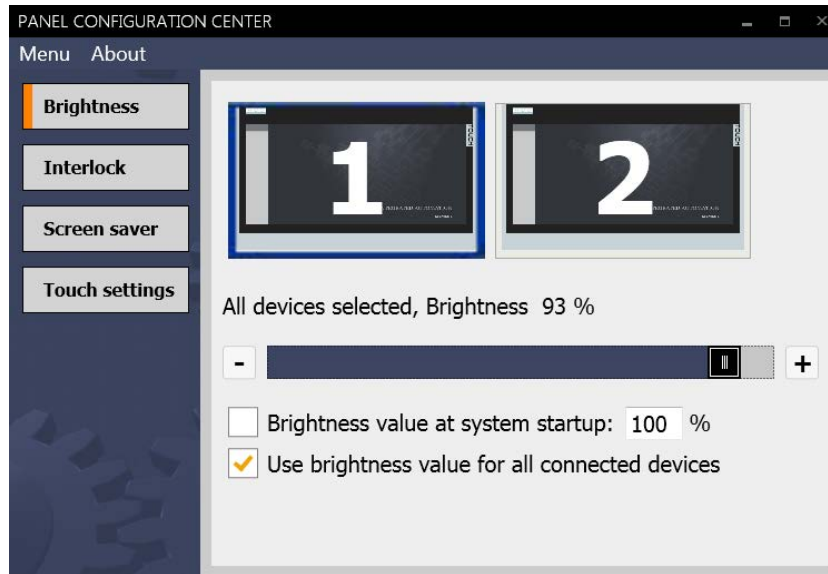 PANEL CONFIGURATION CENTER
Menu About
Brightness
Interlock
Screen saver
Touch settings
1
2
All devices selected, Brightness 93 %
- +
Brightness value at system startup: 100 %
Use brightness value for all connected devices